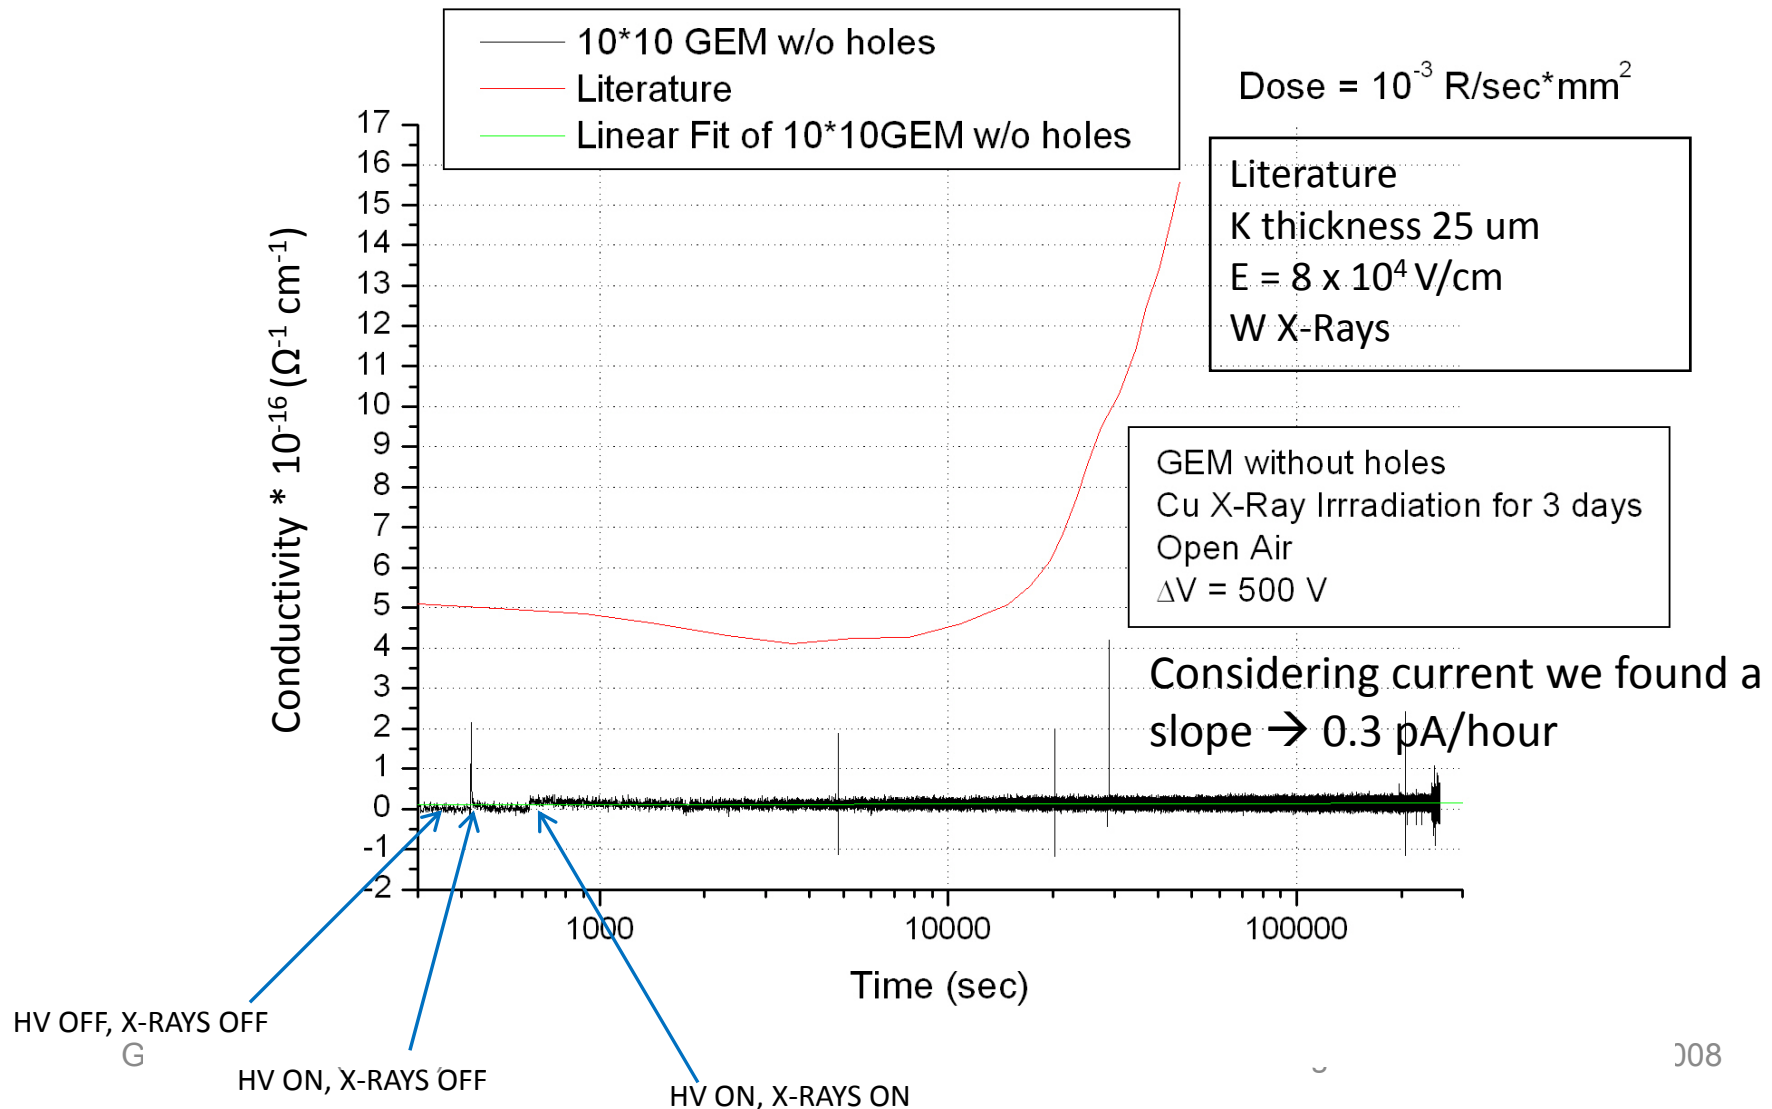 10*10 GEM w/o holes
Literature
Linear Fit of 10*10GEM w/o holes
Dose = 10⁻³ R/sec*mm²
Literature
K thickness 25 um
E = 8 x 10⁴ V/cm
W X-Rays
GEM without holes
Cu X-Ray Irrradiation for 3 days
Open Air
ΔV = 500 V
Considering current we found a
slope → 0.3 pA/hour
Conductivity * 10⁻¹⁶ (Ω⁻¹ cm⁻¹)
17
16
15
14
13
12
11
10
9
8
7
6
5
4
3
2
1
0
-1
-2
1000
10000
100000
Time (sec)
HV OFF, X-RAYS OFF
HV ON, X-RAYS OFF
HV ON, X-RAYS ON
G
008